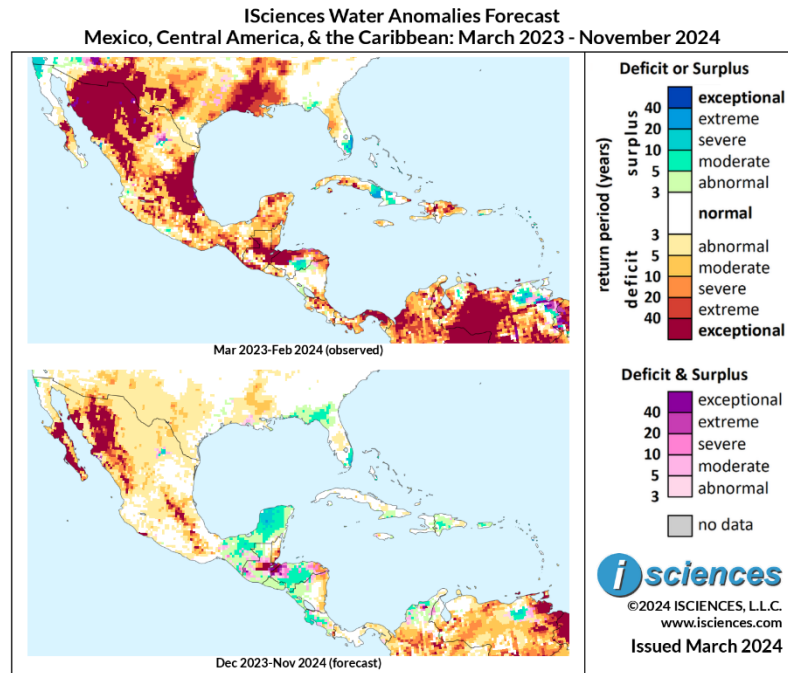 ISciences Water Anomalies Forecast
Mexico, Central America, & the Caribbean: March 2023 - November 2024
Mar 2023-Feb 2024 (observed)
Dec 2023-Nov 2024 (forecast)
Deficit or Surplus
return period (years)
surplus
deficit
40
20
10
5
3
3
5
10
20
40
exceptional
extreme
severe
moderate
abnormal
normal
abnormal
moderate
severe
extreme
exceptional
Deficit & Surplus
40
20
10
5
3
exceptional
extreme
severe
moderate
abnormal
no data
i sciences
©2024 ISCIENCES, L.L.C.
www.isciences.com
Issued March 2024